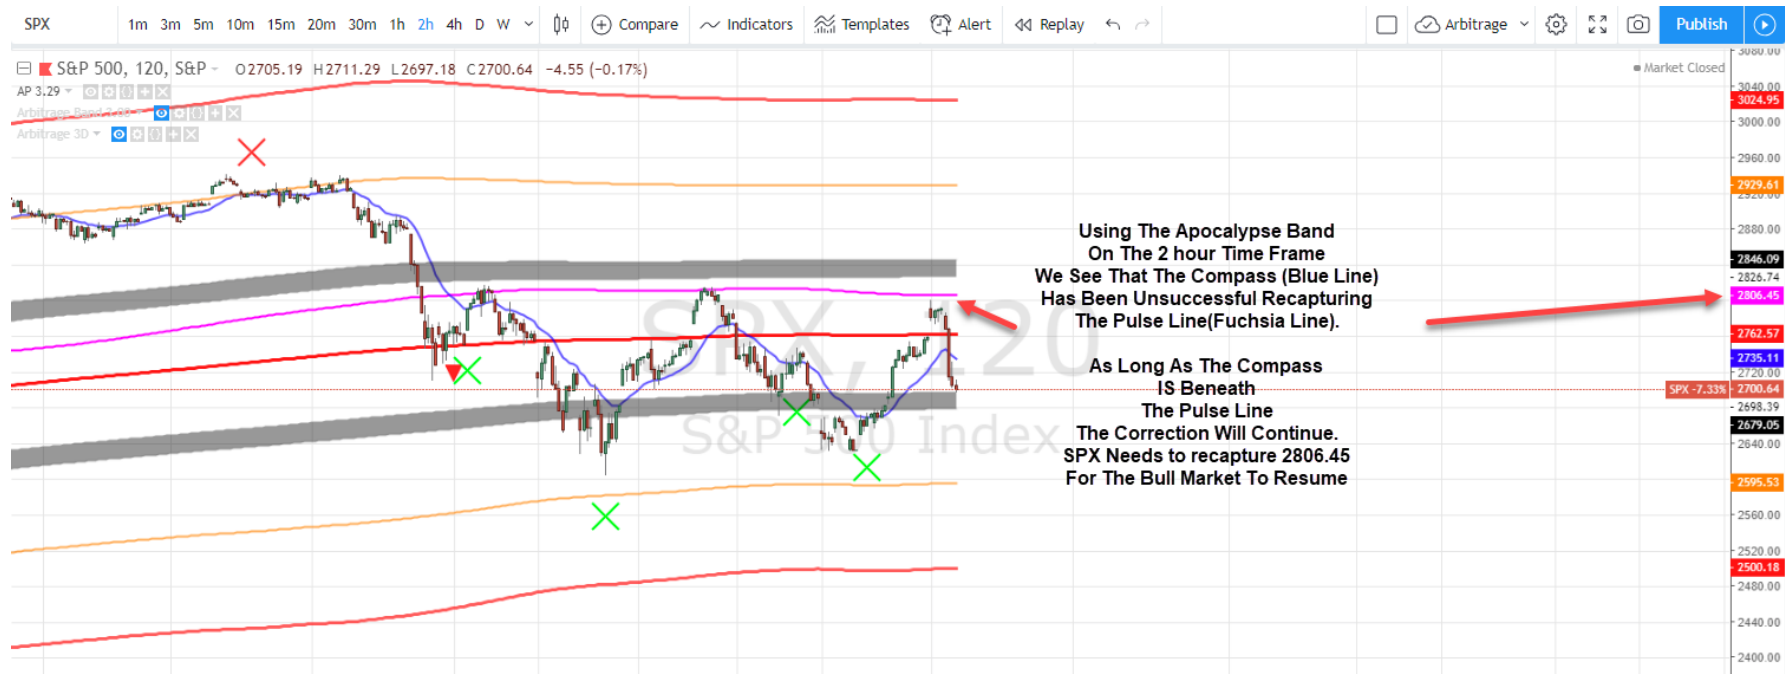 SPX 1m 3m 5m 10m 15m 20m 30m 1h 2h 4h D W Compare Indicators Templates Alert Replay Arbitrage Publish
S&P 500, 120, S&P O2705.19 H2711.29 L2697.18 C2700.64 −4.55 (−0.17%)
Market Closed
AP 3.29
Arbitrage 3D
SPX, 120
S&P 500 Index
Using The Apocalypse Band
On The 2 hour Time Frame
We See That The Compass (Blue Line)
Has Been Unsuccessful Recapturing
The Pulse Line(Fuchsia Line).
As Long As The Compass
IS Beneath
The Pulse Line
The Correction Will Continue.
SPX Needs to recapture 2806.45
For The Bull Market To Resume
3080.00
3040.00
3024.95
3000.00
2960.00
2929.61
2920.00
2880.00
2846.09
2826.74
2806.45
2762.57
2735.11
2720.00
SPX -7.33% 2700.64
2698.39
2679.05
2640.00
2595.53
2560.00
2520.00
2500.18
2480.00
2440.00
2400.00